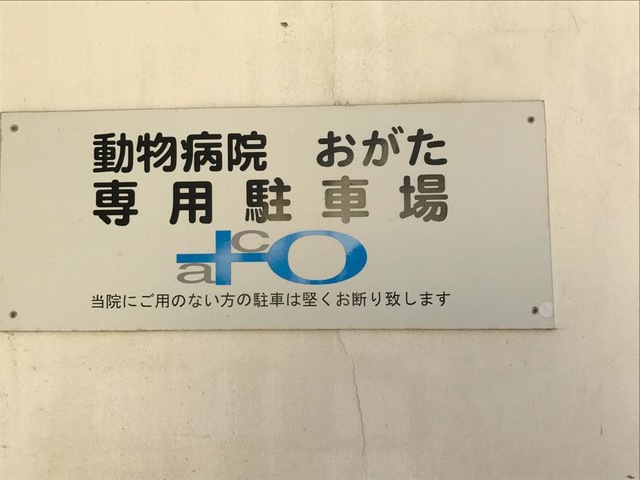 動物病院 おがた
専用駐車場
acO
当院にご用のない方の駐車は堅くお断り致します